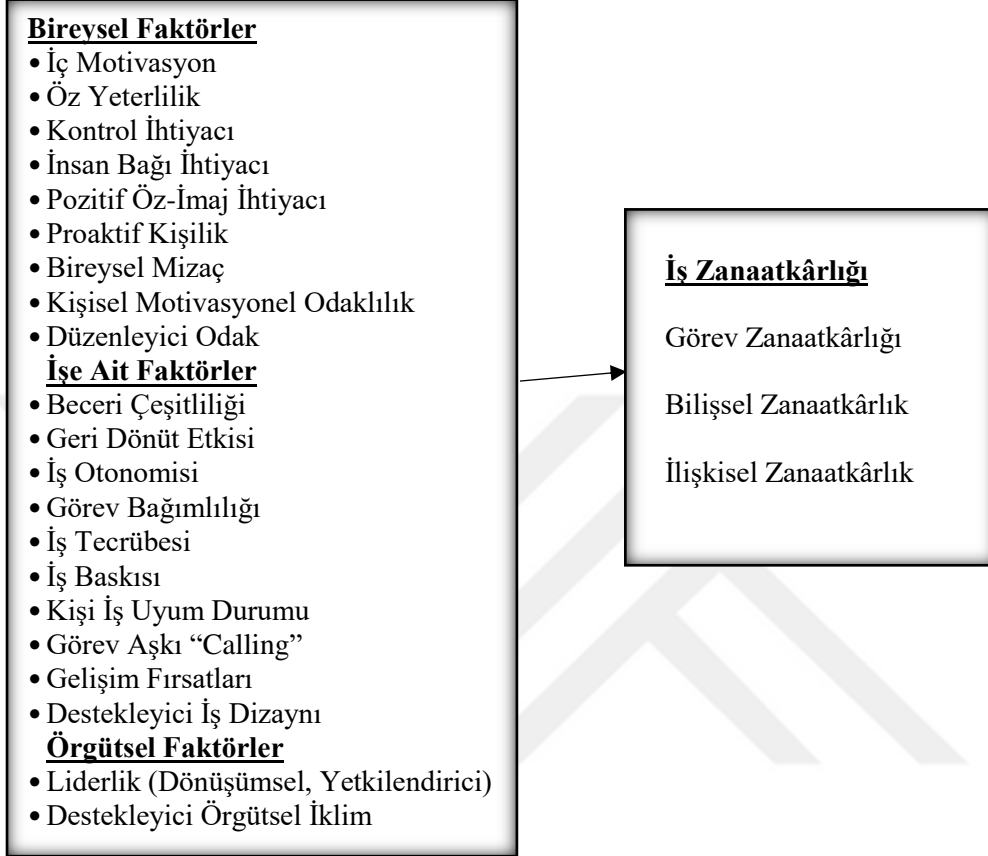 Bireysel Faktörler
• İç Motivasyon
• Öz Yeterlilik
• Kontrol İhtiyacı
• İnsan Bağı İhtiyacı
• Pozitif Öz-İmaj İhtiyacı
• Proaktif Kişilik
• Bireysel Mizaç
• Kişisel Motivasyonel Odaklılık
• Düzenleyici Odak
İşe Ait Faktörler
• Beceri Çeşitliliği
• Geri Dönüt Etkisi
• İş Otonomisi
• Görev Bağımlılığı
• İş Tecrübesi
• İş Baskısı
• Kişi İş Uyum Durumu
• Görev Aşkı “Calling”
• Gelişim Fırsatları
• Destekleyici İş Dizaynı
Örgütsel Faktörler
• Liderlik (Dönüşümsel, Yetkilendirici)
• Destekleyici Örgütsel İklim
İş Zanaatkârlığı
Görev Zanaatkârlığı
Bilişsel Zanaatkârlık
İlişkisel Zanaatkârlık